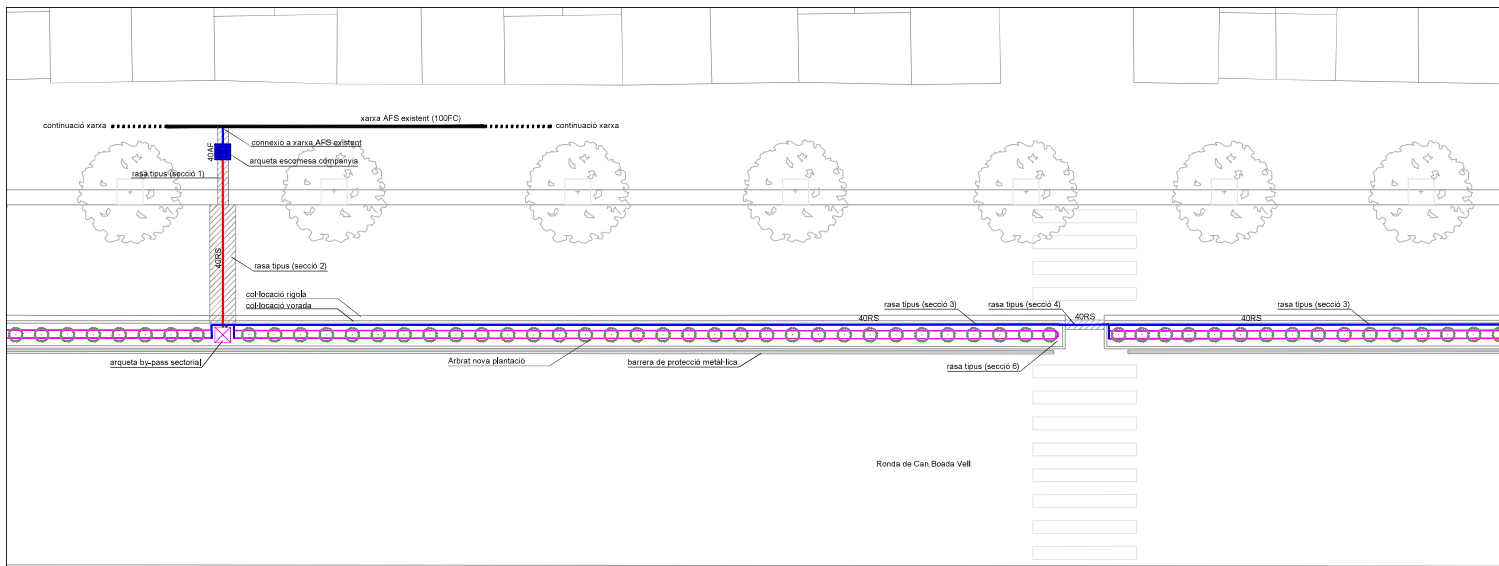 xarxa AFS existent (100FC)
continuació xarxa
continuació xarxa
connexió a xarxa AFS existent
40AF
arqueta escomesa companyia
rasa tipus (secció 1)
40RS
rasa tipus (secció 2)
col·locació rigola
col·locació vorada
rasa tipus (secció 3)
rasa tipus (secció 4)
rasa tipus (secció 3)
40RS
40RS
40RS
arqueta by-pass sectorial
Arbrat nova plantació
barrera de protecció metàl·lica
rasa tipus (secció 6)
Ronda de Can Boada Vell